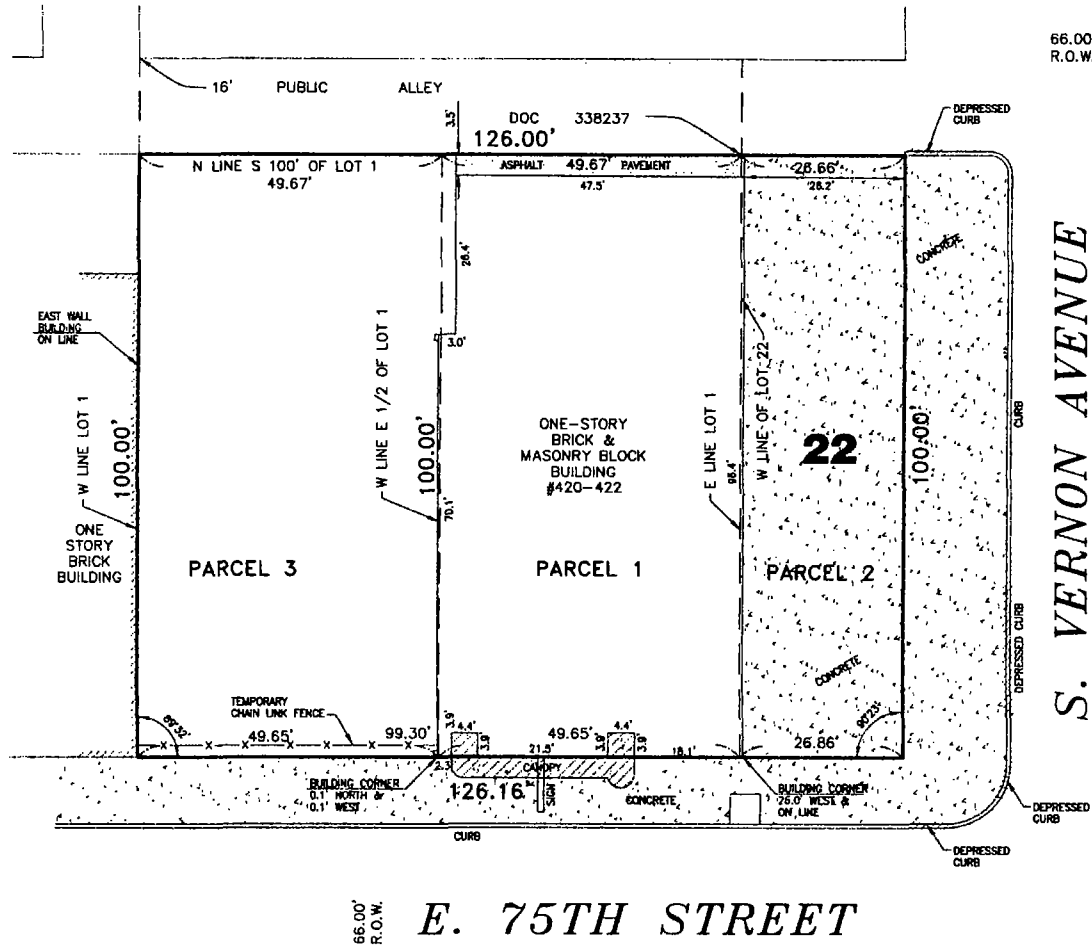 66.00'
R.O.W.
16' PUBLIC ALLEY
DEPRESSED
CURB
3.5'
DOC 338237
126.00'
N LINE S 100' OF LOT 1
49.67'
ASPHALT 49.67' PAVEMENT
47.5'
26.66'
26.2'
CONCRETE
26.4'
3.0'
EAST WALL
BUILDING
ON LINE
W LINE LOT 1
100.00'
ONE
STORY
BRICK
BUILDING
W LINE E 1/2 OF LOT 1
100.00'
70.1'
ONE-STORY
BRICK &
MASONRY BLOCK
BUILDING
#420-422
E LINE LOT 1
W LINE OF LOT 22
22
100.00'
CURB
S. VERNON AVENUE
PARCEL 3
PARCEL 1
PARCEL 2
DEPRESSED CURB
CONCRETE
TEMPORARY
CHAIN LINK FENCE
89°32'
49.65'
99.30'
3.9'
4.4'
3.9'
49.65'
4.4'
3.9'
3.9'
90°23'
2.3'
21.5'
18.1'
26.86'
CANOPY
SIGN
126.16'
BUILDING CORNER
0.1' NORTH &
0.1' WEST
CONCRETE
BUILDING CORNER
26.0' WEST &
ON LINE
DEPRESSED
CURB
CURB
DEPRESSED
CURB
66.00'
R.O.W.
E. 75TH STREET